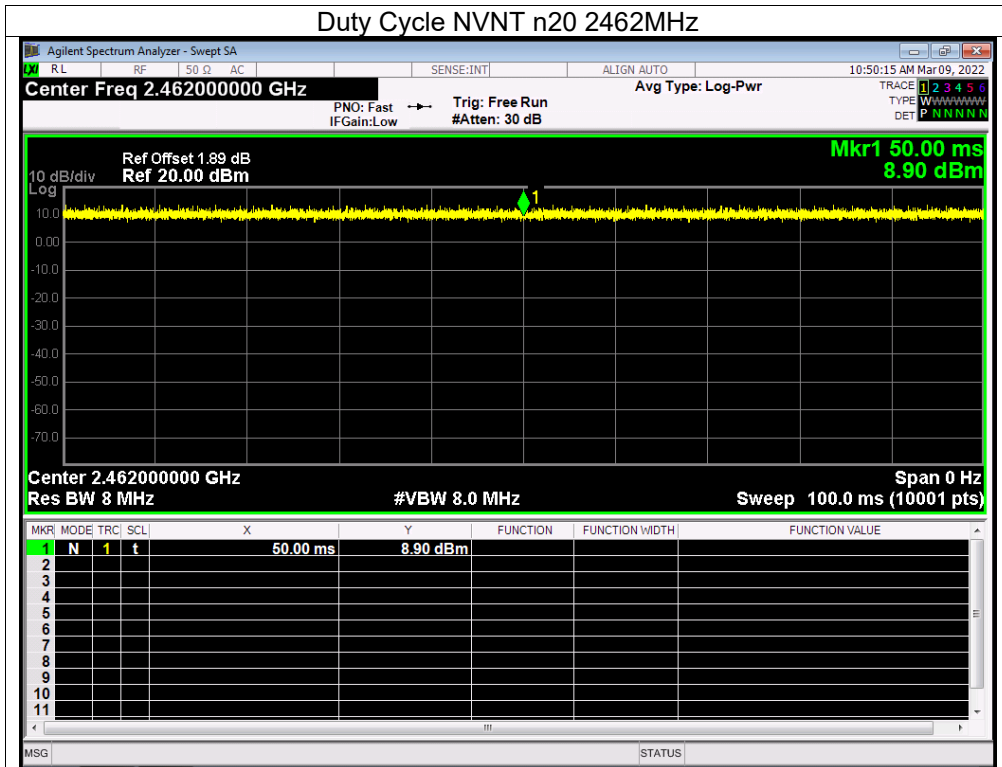 Duty Cycle NVNT n20 2462MHz
Agilent Spectrum Analyzer - Swept SA
LXI RL RF 50 Ω AC SENSE:INT ALIGN AUTO 10:50:15 AM Mar 09, 2022
Center Freq 2.462000000 GHz Avg Type: Log-Pwr TRACE 1 2 3 4 5 6
PNO: Fast Trig: Free Run TYPE WWWWWW
IFGain:Low #Atten: 30 dB DET P N N N N N
Mkr1 50.00 ms
8.90 dBm
Ref Offset 1.89 dB
10 dB/div Ref 20.00 dBm
Log
1
10.0
0.00
-10.0
-20.0
-30.0
-40.0
-50.0
-60.0
-70.0
Center 2.462000000 GHz Span 0 Hz
Res BW 8 MHz #VBW 8.0 MHz Sweep 100.0 ms (10001 pts)
MKR MODE TRC SCL X Y FUNCTION FUNCTION WIDTH FUNCTION VALUE
1 N 1 t 50.00 ms 8.90 dBm
2
3
4
5
6
7
8
9
10
11
MSG STATUS